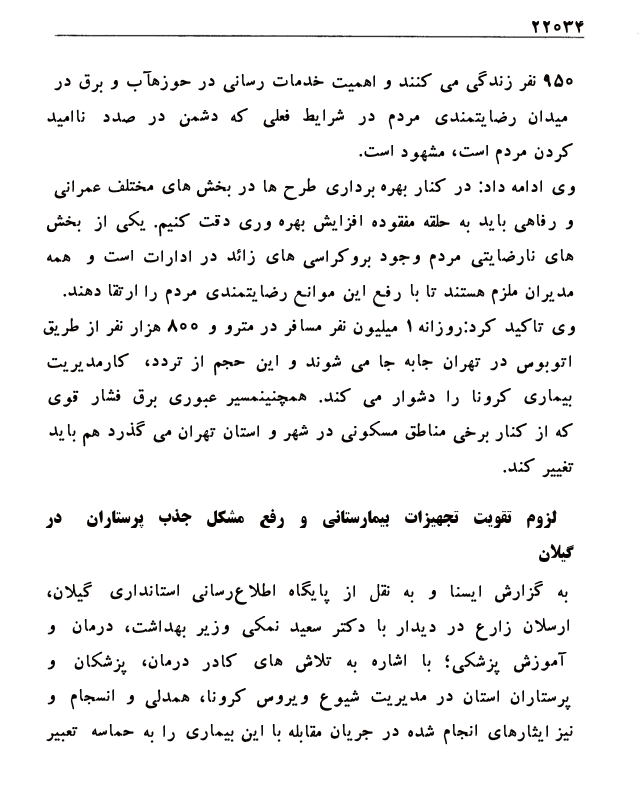 ۲۲۰۳۴
۹۵۰ نفر زندگی می کنند و اهمیت خدمات رسانی در حوزهآب و برق در
میدان رضایتمندی مردم در شرایط فعلی که دشمن در صدد ناامید
کردن مردم است، مشهود است.
وی ادامه داد: در کنار بهره برداری طرح ها در بخش های مختلف عمرانی
و رفاهی باید به حلقه مفقوده افزایش بهره وری دقت کنیم. یکی از بخش
های نارضایتی مردم وجود بروکراسی های زائد در ادارات است و همه
مدیران ملزم هستند تا با رفع این موانع رضایتمندی مردم را ارتقا دهند.
وی تاکید کرد:روزانه ۱ میلیون نفر مسافر در مترو و ۸۰۰ هزار نفر از طریق
اتوبوس در تهران جابه جا می شوند و این حجم از تردد، کارمدیریت
بیماری کرونا را دشوار می کند. همچنینمسیر عبوری برق فشار قوی
که از کنار برخی مناطق مسکونی در شهر و استان تهران می گذرد هم باید
تغییر کند.
لزوم تقویت تجهیزات بیمارستانی و رفع مشکل جذب پرستاران در
گیلان
به گزارش ایسنا و به نقل از پایگاه اطلاع‌رسانی استانداری گیلان،
ارسلان زارع در دیدار با دکتر سعید نمکی وزیر بهداشت، درمان و
آموزش پزشکی؛ با اشاره به تلاش های کادر درمان، پزشکان و
پرستاران استان در مدیریت شیوع ویروس کرونا، همدلی و انسجام و
نیز ایثارهای انجام شده در جریان مقابله با این بیماری را به حماسه تعبیر